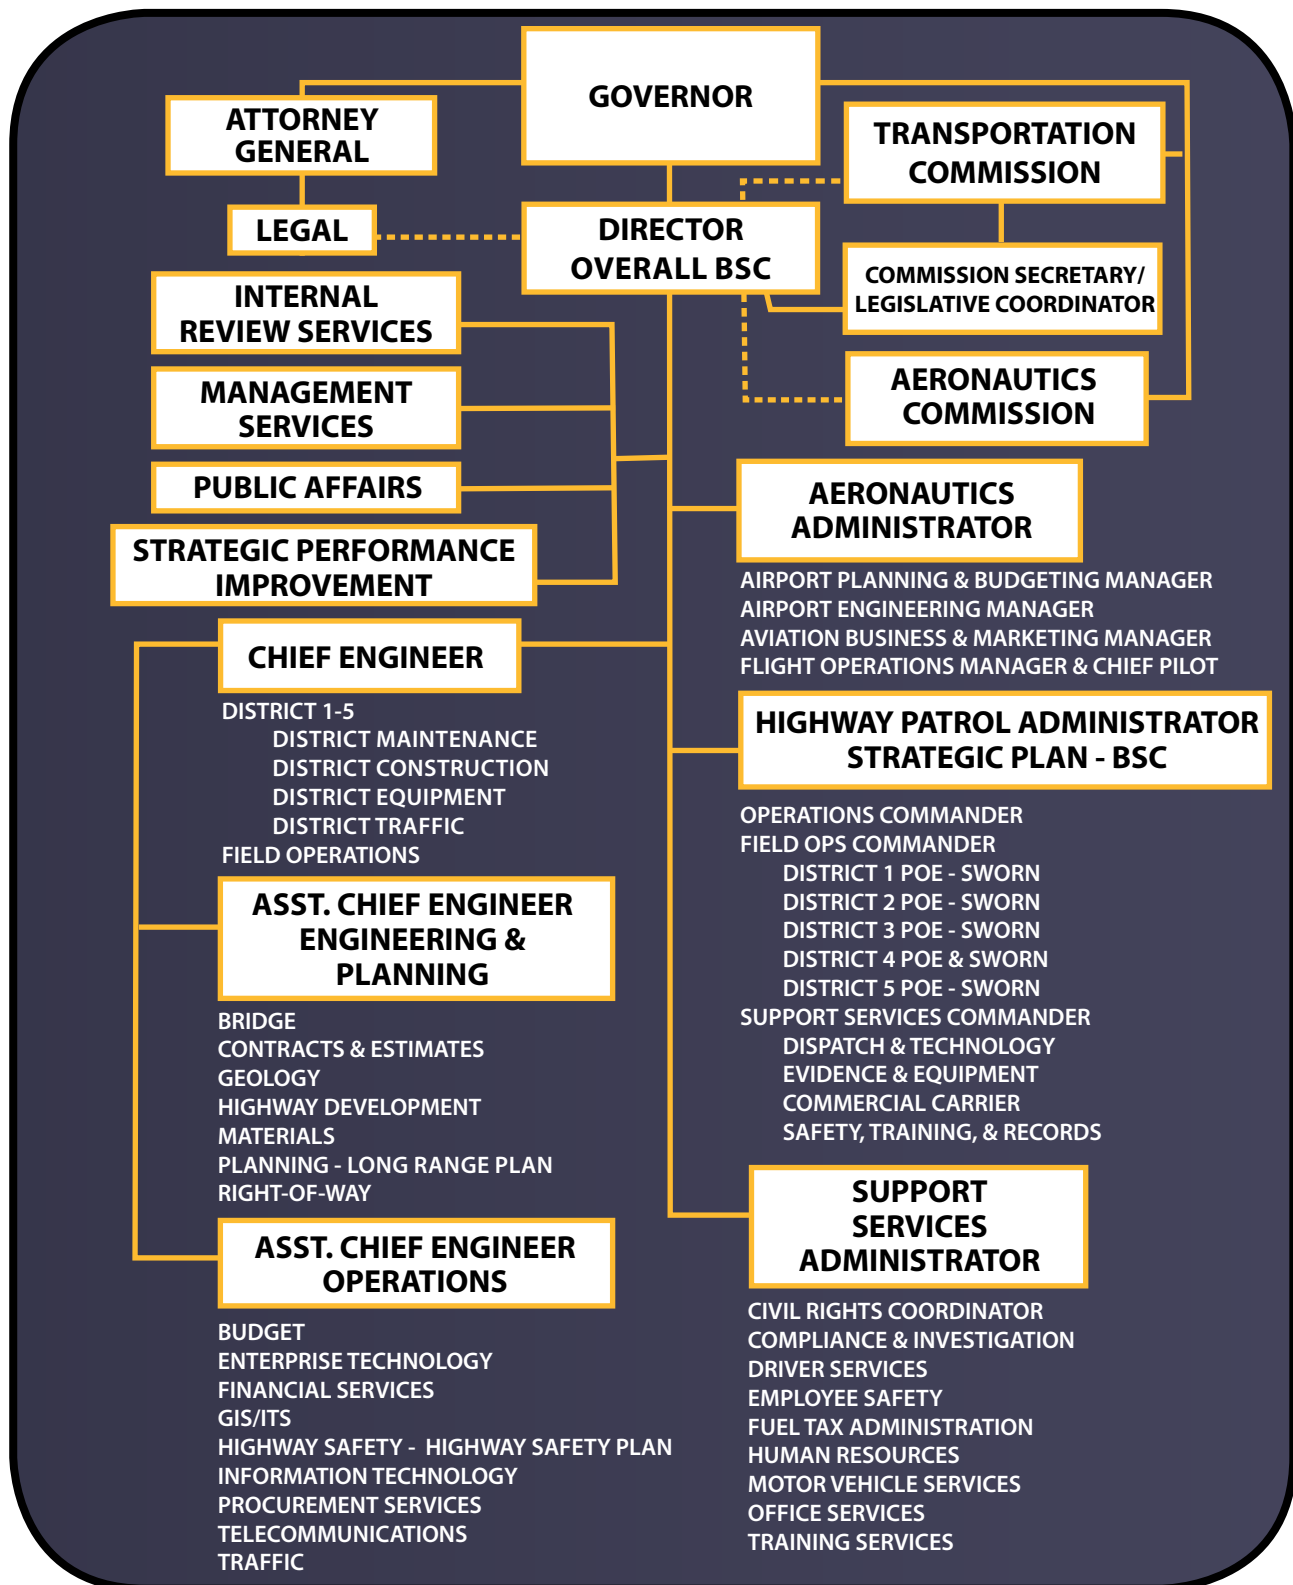 GOVERNOR
ATTORNEY
GENERAL
TRANSPORTATION
COMMISSION
LEGAL
DIRECTOR
OVERALL BSC
COMMISSION SECRETARY/
LEGISLATIVE COORDINATOR
INTERNAL
REVIEW SERVICES
AERONAUTICS
COMMISSION
MANAGEMENT
SERVICES
PUBLIC AFFAIRS
STRATEGIC PERFORMANCE
IMPROVEMENT
AERONAUTICS
ADMINISTRATOR
AIRPORT PLANNING & BUDGETING MANAGER
AIRPORT ENGINEERING MANAGER
AVIATION BUSINESS & MARKETING MANAGER
FLIGHT OPERATIONS MANAGER & CHIEF PILOT
CHIEF ENGINEER
DISTRICT 1-5
DISTRICT MAINTENANCE
DISTRICT CONSTRUCTION
DISTRICT EQUIPMENT
DISTRICT TRAFFIC
FIELD OPERATIONS
ASST. CHIEF ENGINEER
ENGINEERING &
PLANNING
BRIDGE
CONTRACTS & ESTIMATES
GEOLOGY
HIGHWAY DEVELOPMENT
MATERIALS
PLANNING - LONG RANGE PLAN
RIGHT-OF-WAY
ASST. CHIEF ENGINEER
OPERATIONS
BUDGET
ENTERPRISE TECHNOLOGY
FINANCIAL SERVICES
GIS/ITS
HIGHWAY SAFETY - HIGHWAY SAFETY PLAN
INFORMATION TECHNOLOGY
PROCUREMENT SERVICES
TELECOMMUNICATIONS
TRAFFIC
HIGHWAY PATROL ADMINISTRATOR
STRATEGIC PLAN - BSC
OPERATIONS COMMANDER
FIELD OPS COMMANDER
DISTRICT 1 POE - SWORN
DISTRICT 2 POE - SWORN
DISTRICT 3 POE - SWORN
DISTRICT 4 POE & SWORN
DISTRICT 5 POE - SWORN
SUPPORT SERVICES COMMANDER
DISPATCH & TECHNOLOGY
EVIDENCE & EQUIPMENT
COMMERCIAL CARRIER
SAFETY, TRAINING, & RECORDS
SUPPORT
SERVICES
ADMINISTRATOR
CIVIL RIGHTS COORDINATOR
COMPLIANCE & INVESTIGATION
DRIVER SERVICES
EMPLOYEE SAFETY
FUEL TAX ADMINISTRATION
HUMAN RESOURCES
MOTOR VEHICLE SERVICES
OFFICE SERVICES
TRAINING SERVICES